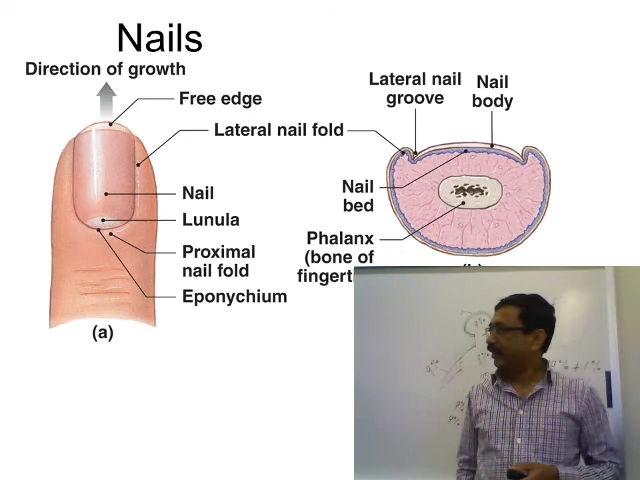 Nails
Direction of growth
Free edge
Lateral nail fold
Nail
Lunula
Proximal
nail fold
Eponychium
(a)
Lateral nail
groove
Nail
body
Nail
bed
Phalanx
(bone of